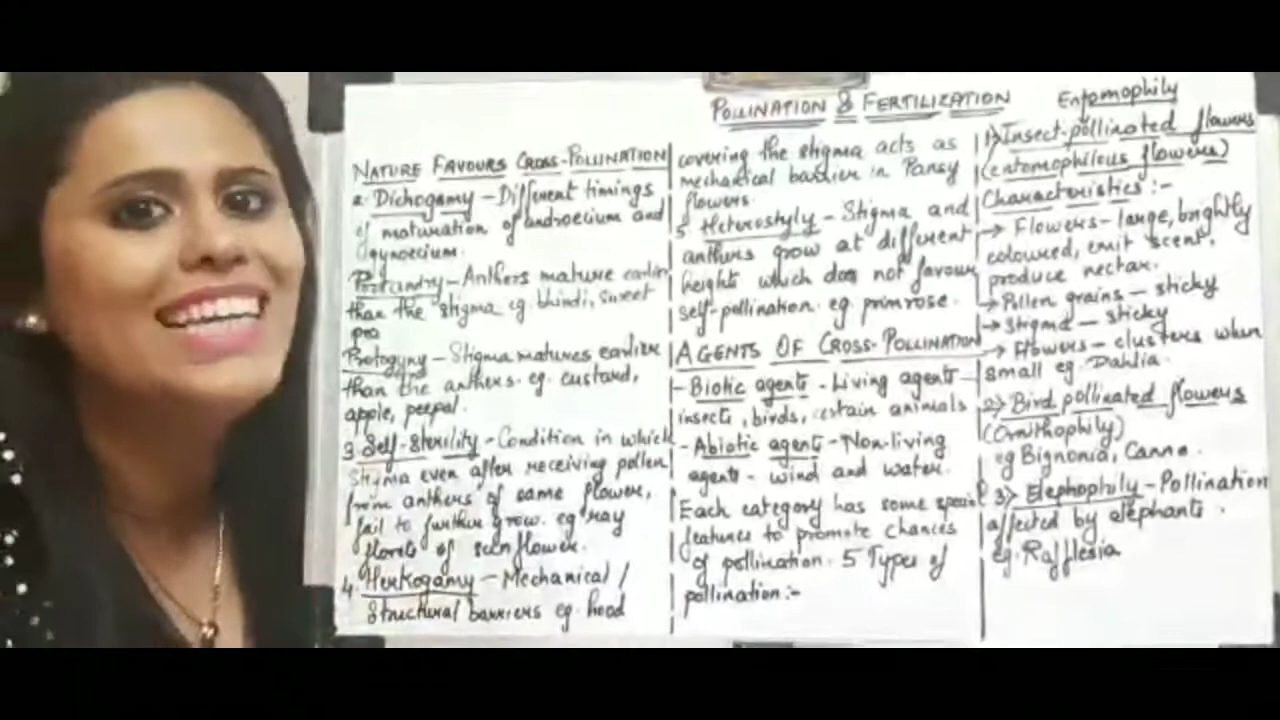 POLLINATION & FERTILIZATION
NATURE FAVOURS CROSS-POLLINATION
2. Dichogamy - Different timings
of maturation of androecium and
gynoecium.
Protandry - Anthers mature earlier
than the stigma eg bhindi, sweet
pea
Protogyny - Stigma matures earlier
than the anthers. eg. custard,
apple, peepal.
3 Self-Sterility - Condition in which
Stigma even after receiving pollen
from anthers of same flower,
fail to further grow. eg ray
florets of sunflower.
4. Herkogamy - Mechanical /
Structural barriers eg. hood
covering the stigma acts as
mechanical barrier in Pansy
flowers.
5 Heterostyly - Stigma and
anthers grow at different
heights which does not favour
self-pollination. eg primrose.
AGENTS OF CROSS-POLLINATION
- Biotic agents - Living agents -
insects, birds, certain animals
- Abiotic agents - Non-living
agents - wind and water.
Each category has some special
features to promote chances
of pollination. 5 Types of
pollination:-
Entomophily
1) Insect-pollinated flowers
(entomophilous flowers)
Characteristics:-
→ Flowers - large, brightly
coloured, emit scent,
produce nectar.
→ Pollen grains - sticky
→ Stigma - sticky
→ Flowers - clusters when
small eg. Dahlia.
2) Bird pollinated flowers
(Ornithophily)
eg Bignonia, Canna.
3) Elephophily - Pollination
affected by elephants.
eg. Rafflesia